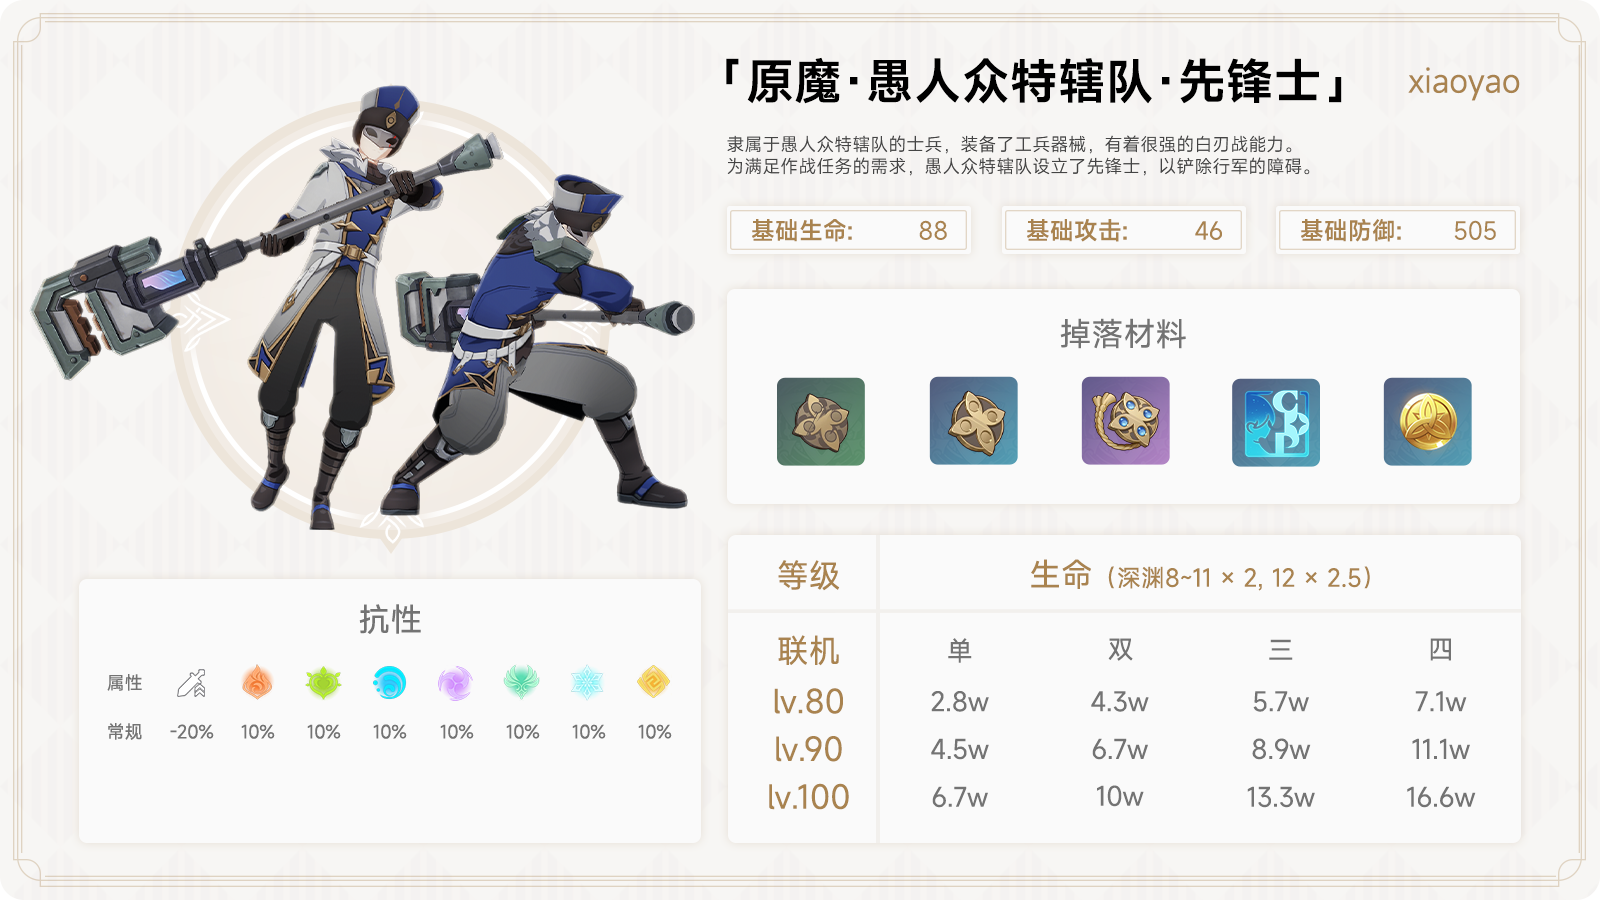 「原魔·愚人众特辖队·先锋士」
xiaoyao
隶属于愚人众特辖队的士兵，装备了工兵器械，有着很强的白刃战能力。
为满足作战任务的需求，愚人众特辖队设立了先锋士，以铲除行军的障碍。
基础生命: 88
基础攻击: 46
基础防御: 505
掉落材料
抗性
属性
常规 -20% 10% 10% 10% 10% 10% 10% 10%
等级 生命（深渊8~11 × 2, 12 × 2.5）
联机 单 双 三 四
lv.80 2.8w 4.3w 5.7w 7.1w
lv.90 4.5w 6.7w 8.9w 11.1w
lv.100 6.7w 10w 13.3w 16.6w